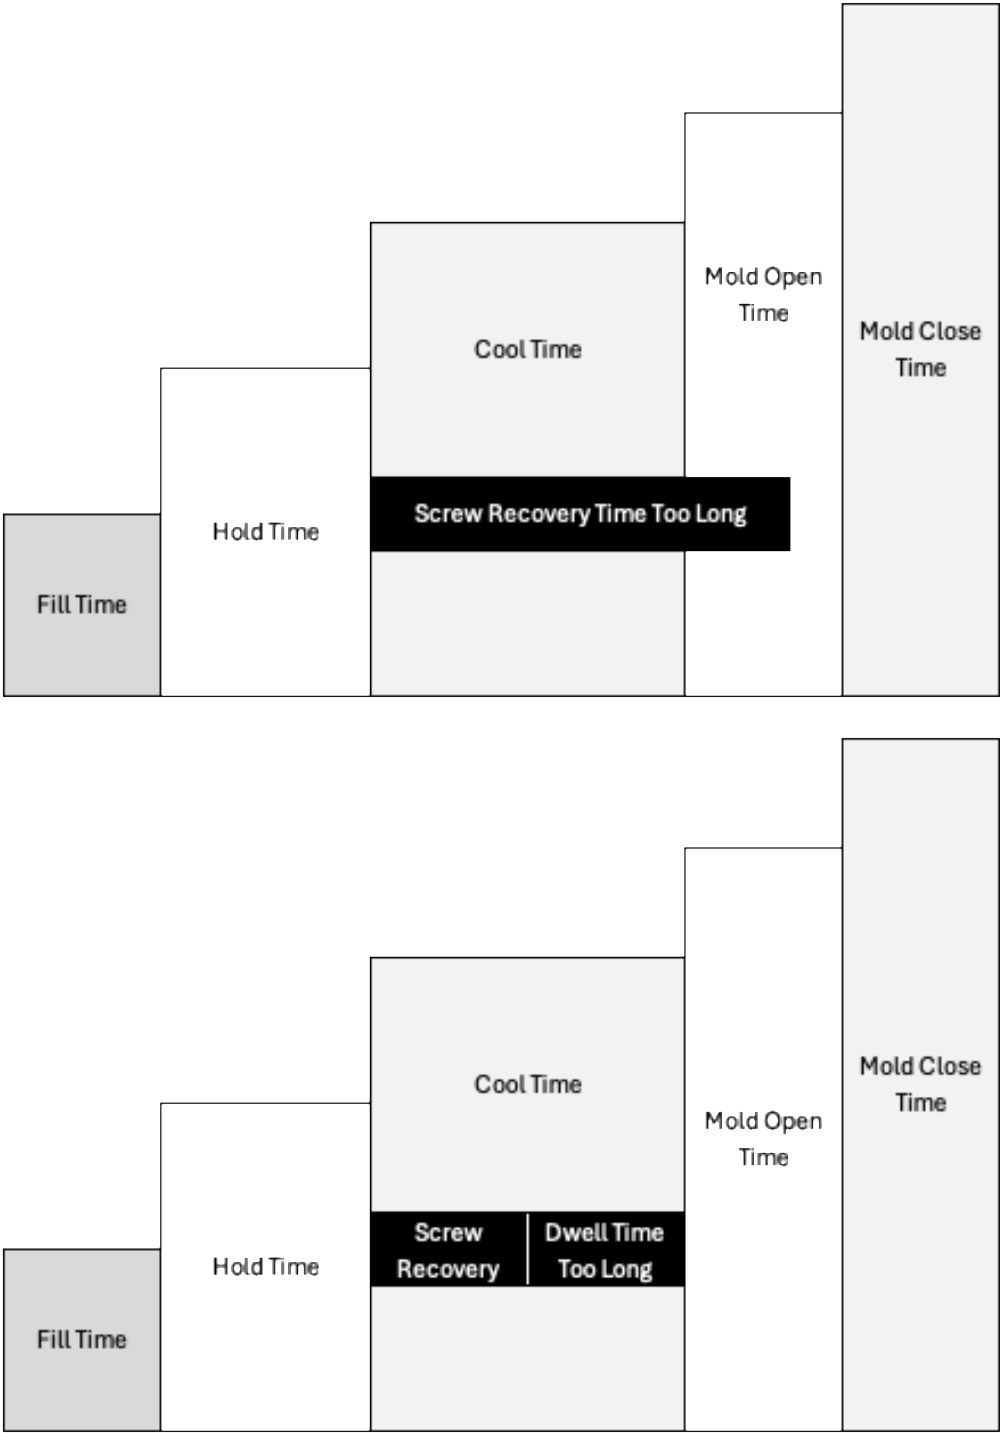 Mold Open
Time
Mold Close
Time
Cool Time
Screw Recovery Time Too Long
Hold Time
Fill Time
Mold Close
Time
Cool Time
Mold Open
Time
Screw
Recovery
Dwell Time
Too Long
Hold Time
Fill Time